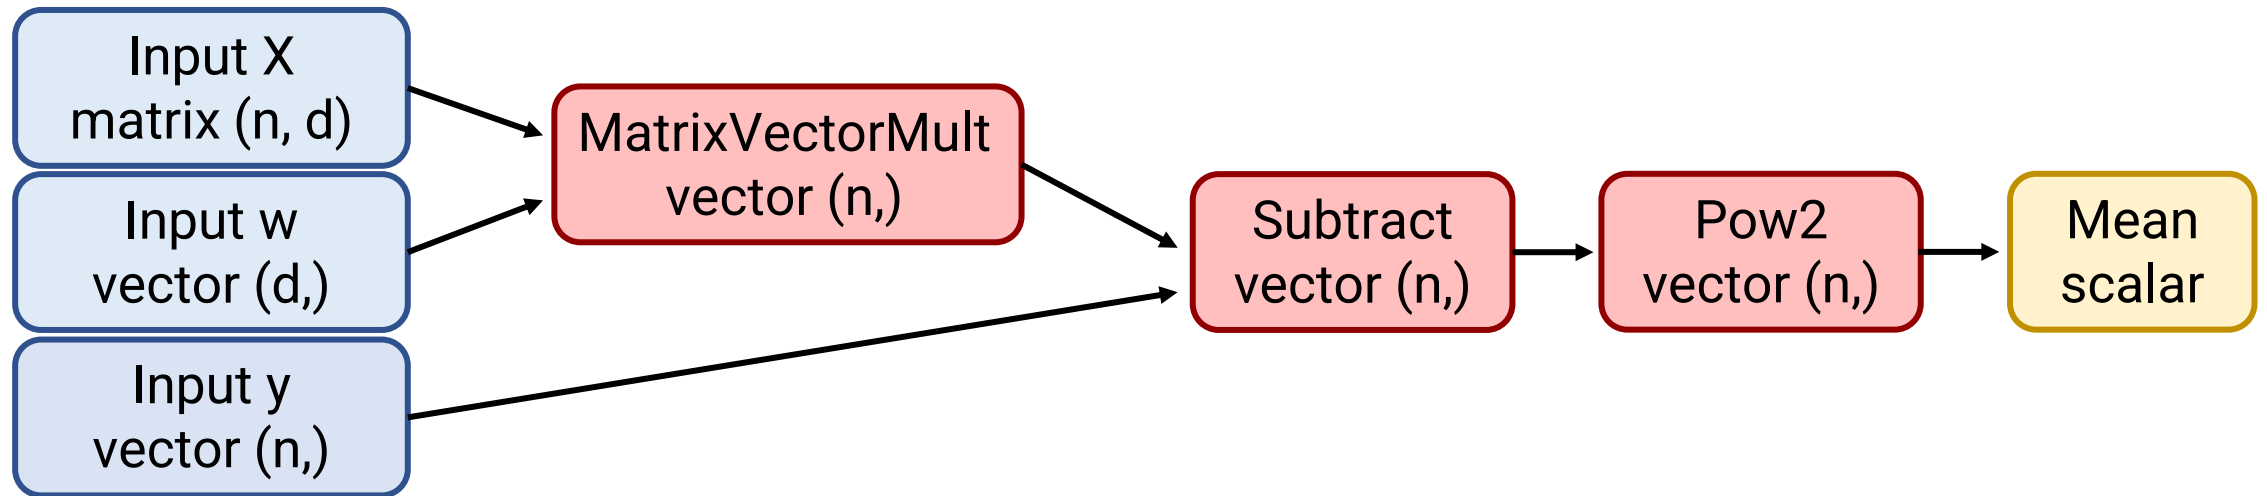 Input X
matrix (n, d)
Input w
vector (d,)
Input y
vector (n,)
MatrixVectorMult
vector (n,)
Subtract
vector (n,)
Pow2
vector (n,)
Mean
scalar